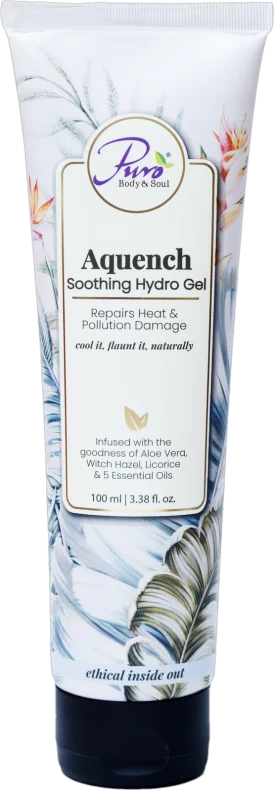 Puro
Body & Soul
Aquench
Soothing Hydro Gel
Repairs Heat &
Pollution Damage
cool it, flaunt it, naturally
Infused with the
goodness of Aloe Vera,
Witch Hazel, Licorice
& 5 Essential Oils
100 ml | 3.38 fl. oz.
ethical inside out